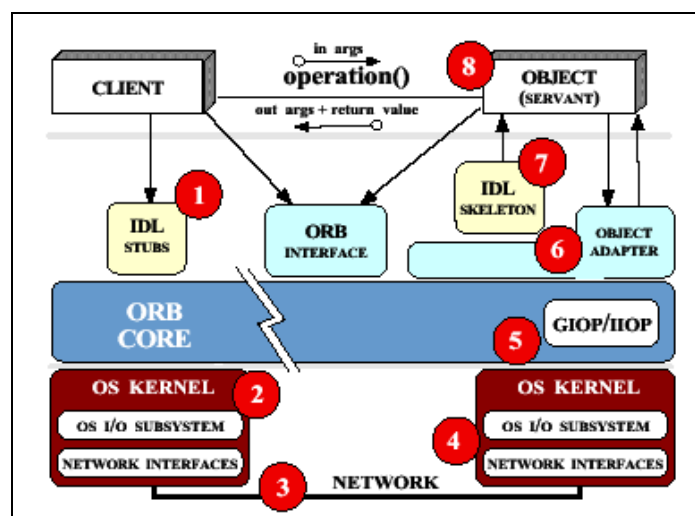 in args
operation()
out args + return value
CLIENT
8
OBJECT
(SERVANT)
1
IDL
STUBS
ORB
INTERFACE
7
IDL
SKELETON
6
OBJECT
ADAPTER
ORB
CORE
5
GIOP/IIOP
OS KERNEL
2
OS I/O SUBSYSTEM
NETWORK INTERFACES
OS KERNEL
4
OS I/O SUBSYSTEM
NETWORK INTERFACES
3
NETWORK